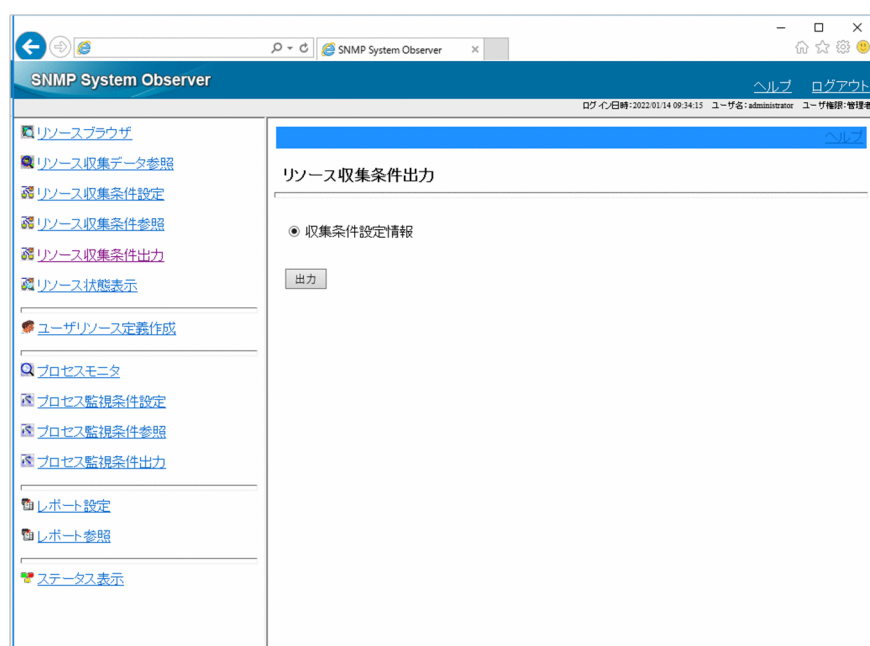 SNMP System Observer
SNMP System Observer
ヘルプ ログアウト
ログイン日時:2022/01/14 09:34:15 ユーザ名:administrator ユーザ権限:管理者
リソースブラウザ
リソース収集データ参照
リソース収集条件設定
リソース収集条件参照
リソース収集条件出力
リソース状態表示
ユーザリソース定義作成
プロセスモニタ
プロセス監視条件設定
プロセス監視条件参照
プロセス監視条件出力
レポート設定
レポート参照
ステータス表示
ヘルプ
リソース収集条件出力
収集条件設定情報
出力